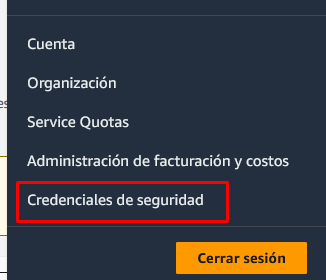 Cuenta
Organización
Service Quotas
Administración de facturación y costos
Credenciales de seguridad
Cerrar sesión